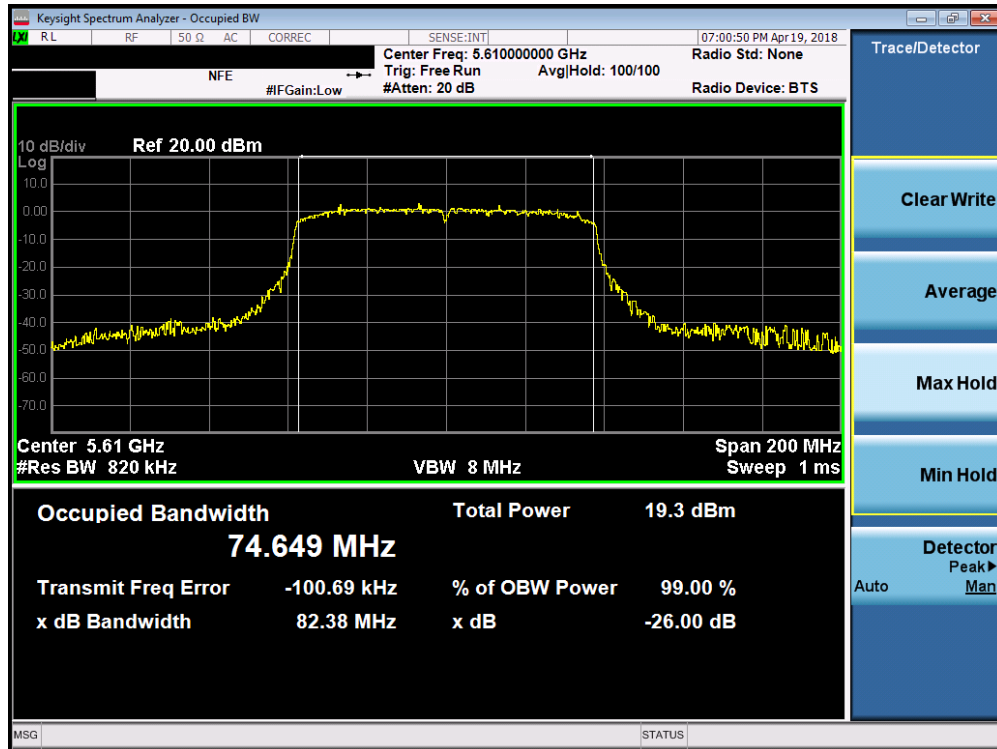 Keysight Spectrum Analyzer - Occupied BW
LXI RL RF 50 Ω AC CORREC SENSE:INT 07:00:50 PM Apr 19, 2018
Center Freq: 5.610000000 GHz Radio Std: None
NFE Trig: Free Run Avg|Hold: 100/100
#IFGain:Low #Atten: 20 dB Radio Device: BTS
10 dB/div Ref 20.00 dBm
Log
10.0
0.00
-10.0
-20.0
-30.0
-40.0
-50.0
-60.0
-70.0
Center 5.61 GHz Span 200 MHz
#Res BW 820 kHz VBW 8 MHz Sweep 1 ms
Occupied Bandwidth Total Power 19.3 dBm
74.649 MHz
Transmit Freq Error -100.69 kHz % of OBW Power 99.00 %
x dB Bandwidth 82.38 MHz x dB -26.00 dB
MSG STATUS
Trace/Detector
Clear Write
Average
Max Hold
Min Hold
Detector
Peak▶
Auto Man